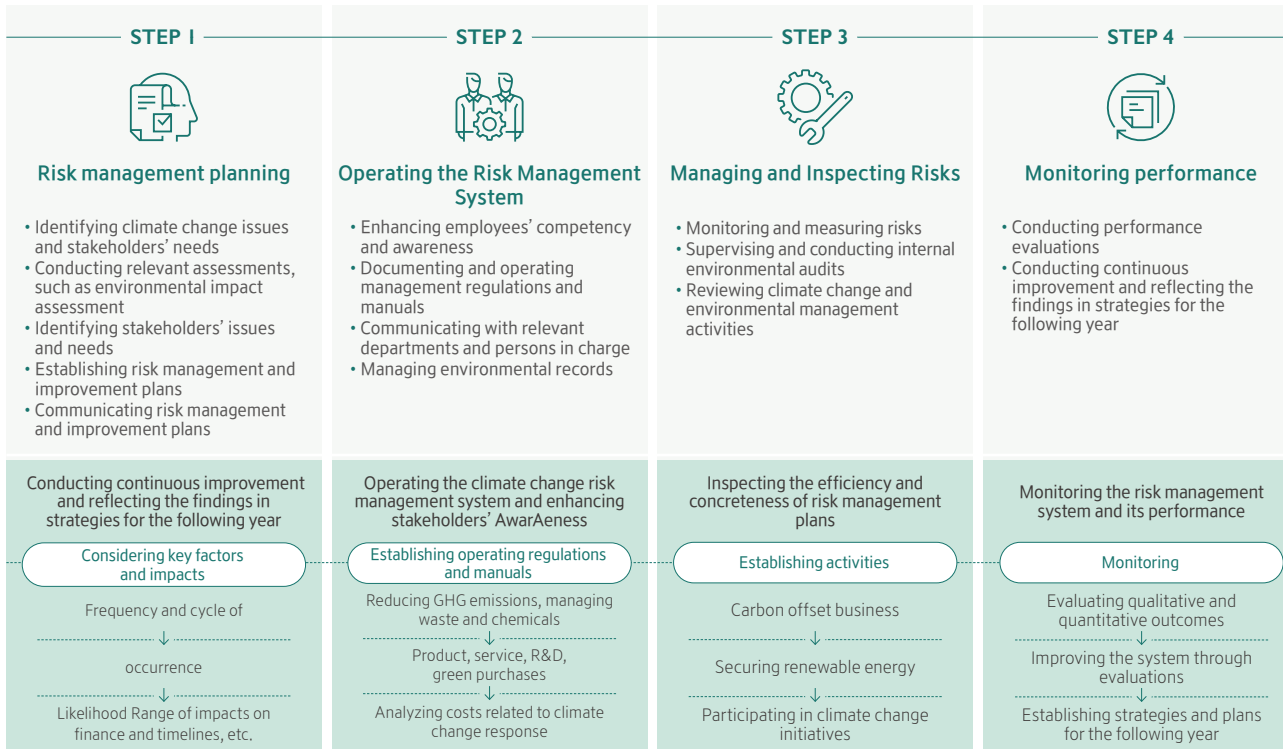 STEP 1
Risk management planning
• Identifying climate change issues
and stakeholders' needs
• Conducting relevant assessments,
such as environmental impact
assessment
• Identifying stakeholders' issues
and needs
• Establishing risk management and
improvement plans
• Communicating risk management
and improvement plans
Conducting continuous improvement
and reflecting the findings in
strategies for the following year
Considering key factors
and impacts
Frequency and cycle of
occurrence
Likelihood Range of impacts on
finance and timelines, etc.
STEP 2
Operating the Risk Management
System
• Enhancing employees' competency
and awareness
• Documenting and operating
management regulations and
manuals
• Communicating with relevant
departments and persons in charge
• Managing environmental records
Operating the climate change risk
management system and enhancing
stakeholders' AwarAeness
Establishing operating regulations
and manuals
Reducing GHG emissions, managing
waste and chemicals
Product, service, R&D,
green purchases
Analyzing costs related to climate
change response
STEP 3
Managing and Inspecting Risks
• Monitoring and measuring risks
• Supervising and conducting internal
environmental audits
• Reviewing climate change and
environmental management
activities
Inspecting the efficiency and
concreteness of risk management
plans
Establishing activities
Carbon offset business
Securing renewable energy
Participating in climate change
initiatives
STEP 4
Monitoring performance
• Conducting performance
evaluations
• Conducting continuous
improvement and reflecting the
findings in strategies for the
following year
Monitoring the risk management
system and its performance
Monitoring
Evaluating qualitative and
quantitative outcomes
Improving the system through
evaluations
Establishing strategies and plans
for the following year